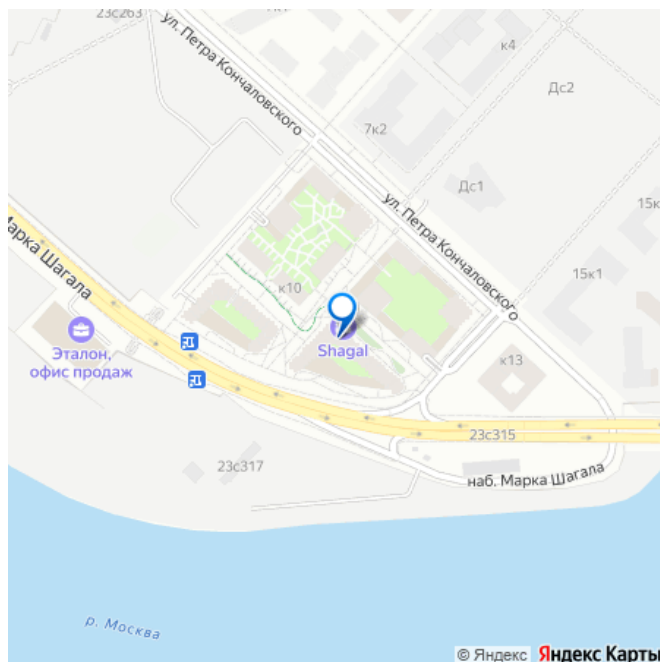 23с263
ул. Петра Кончаловского
к4
Дс2
7к2
Дс1
ул. Петра Кончаловского
15к1
Марка Шагала
к10
Shagal
Эталон,
офис продаж
к13
23с315
23с317
наб. Марка Шагала
р. Москва
© Яндекс Яндекс Карты